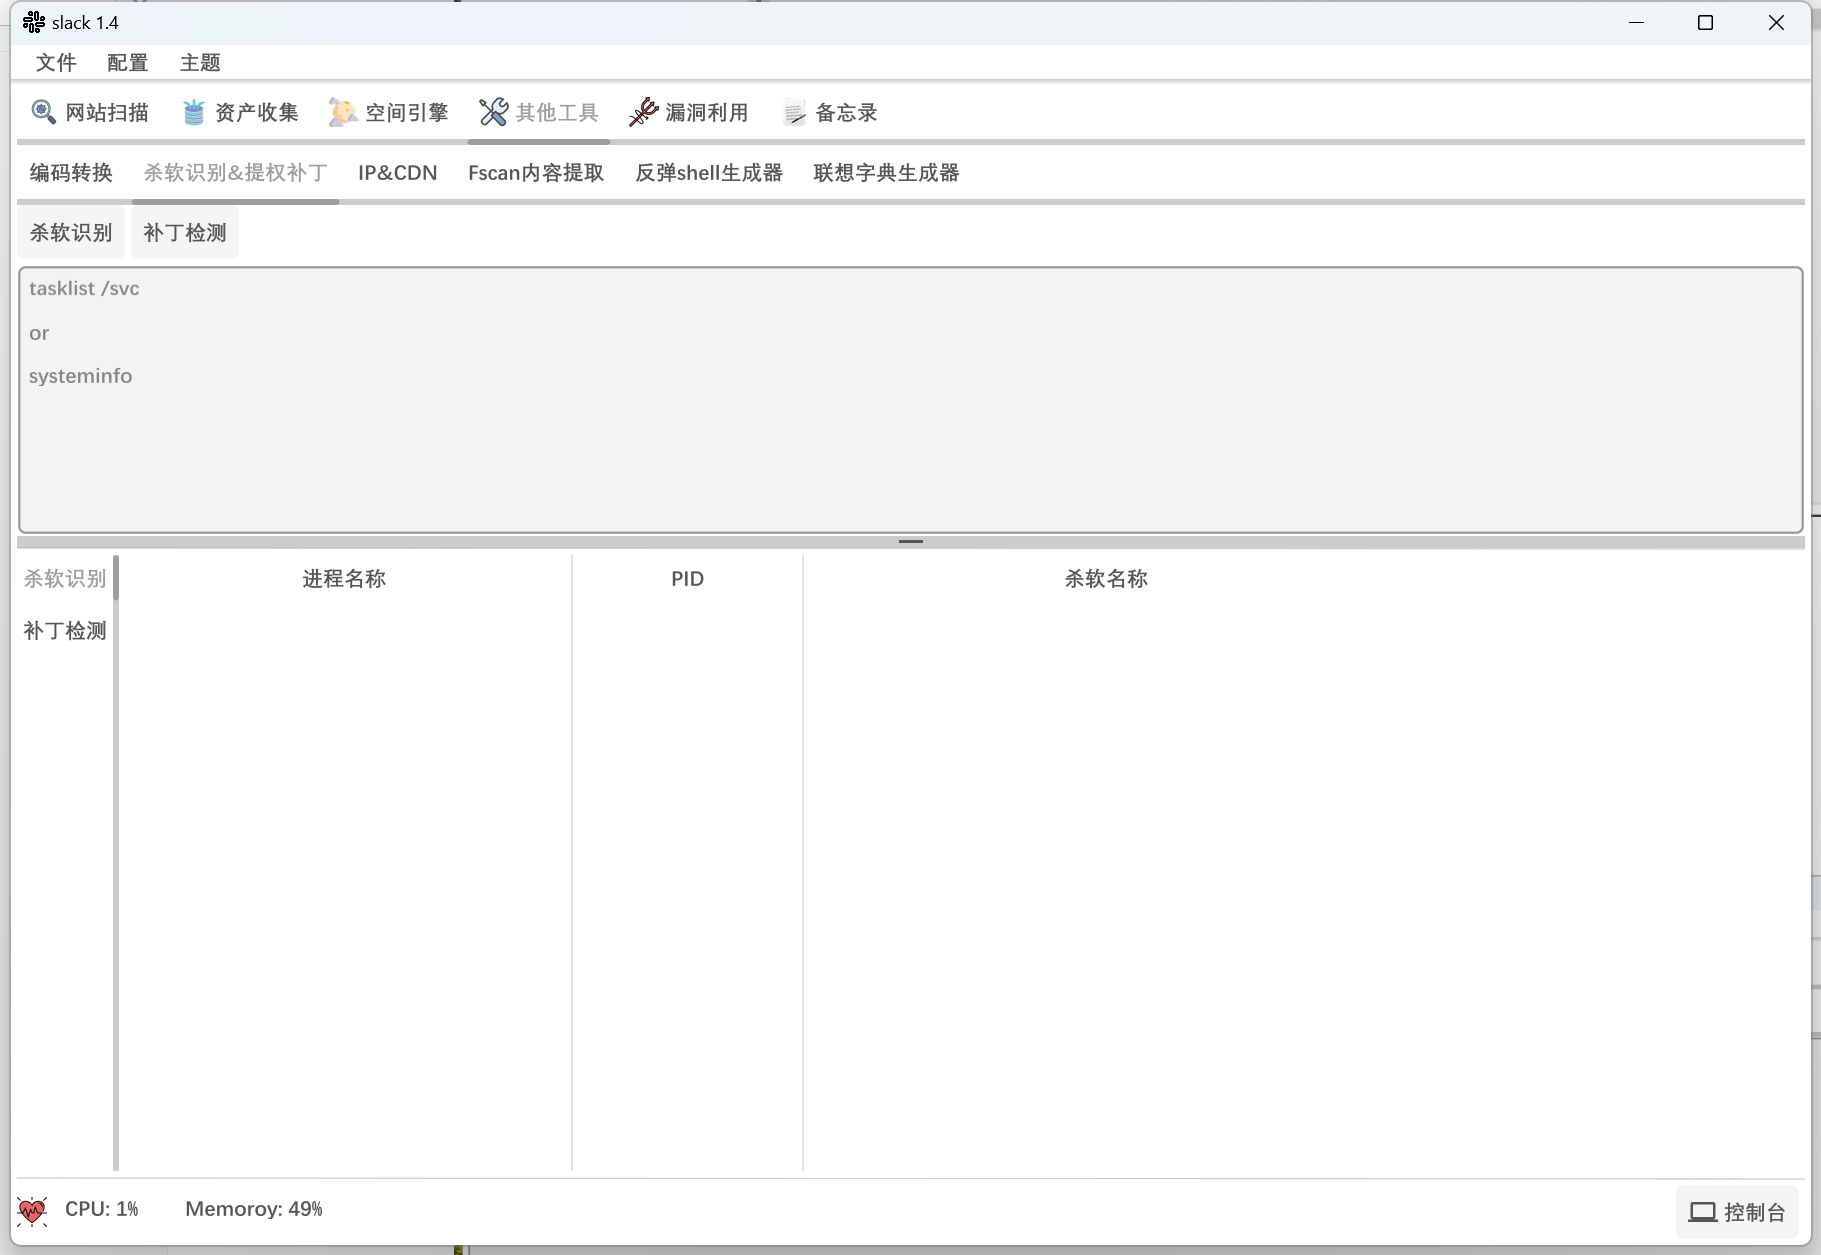 slack 1.4
文件 配置 主题
网站扫描 资产收集 空间引擎 其他工具 漏洞利用 备忘录
编码转换 杀软识别&提权补丁 IP&CDN Fscan内容提取 反弹shell生成器 联想字典生成器
杀软识别 补丁检测
tasklist /svc
or
systeminfo
杀软识别 进程名称 PID 杀软名称
补丁检测
CPU: 1% Memoroy: 49% 控制台